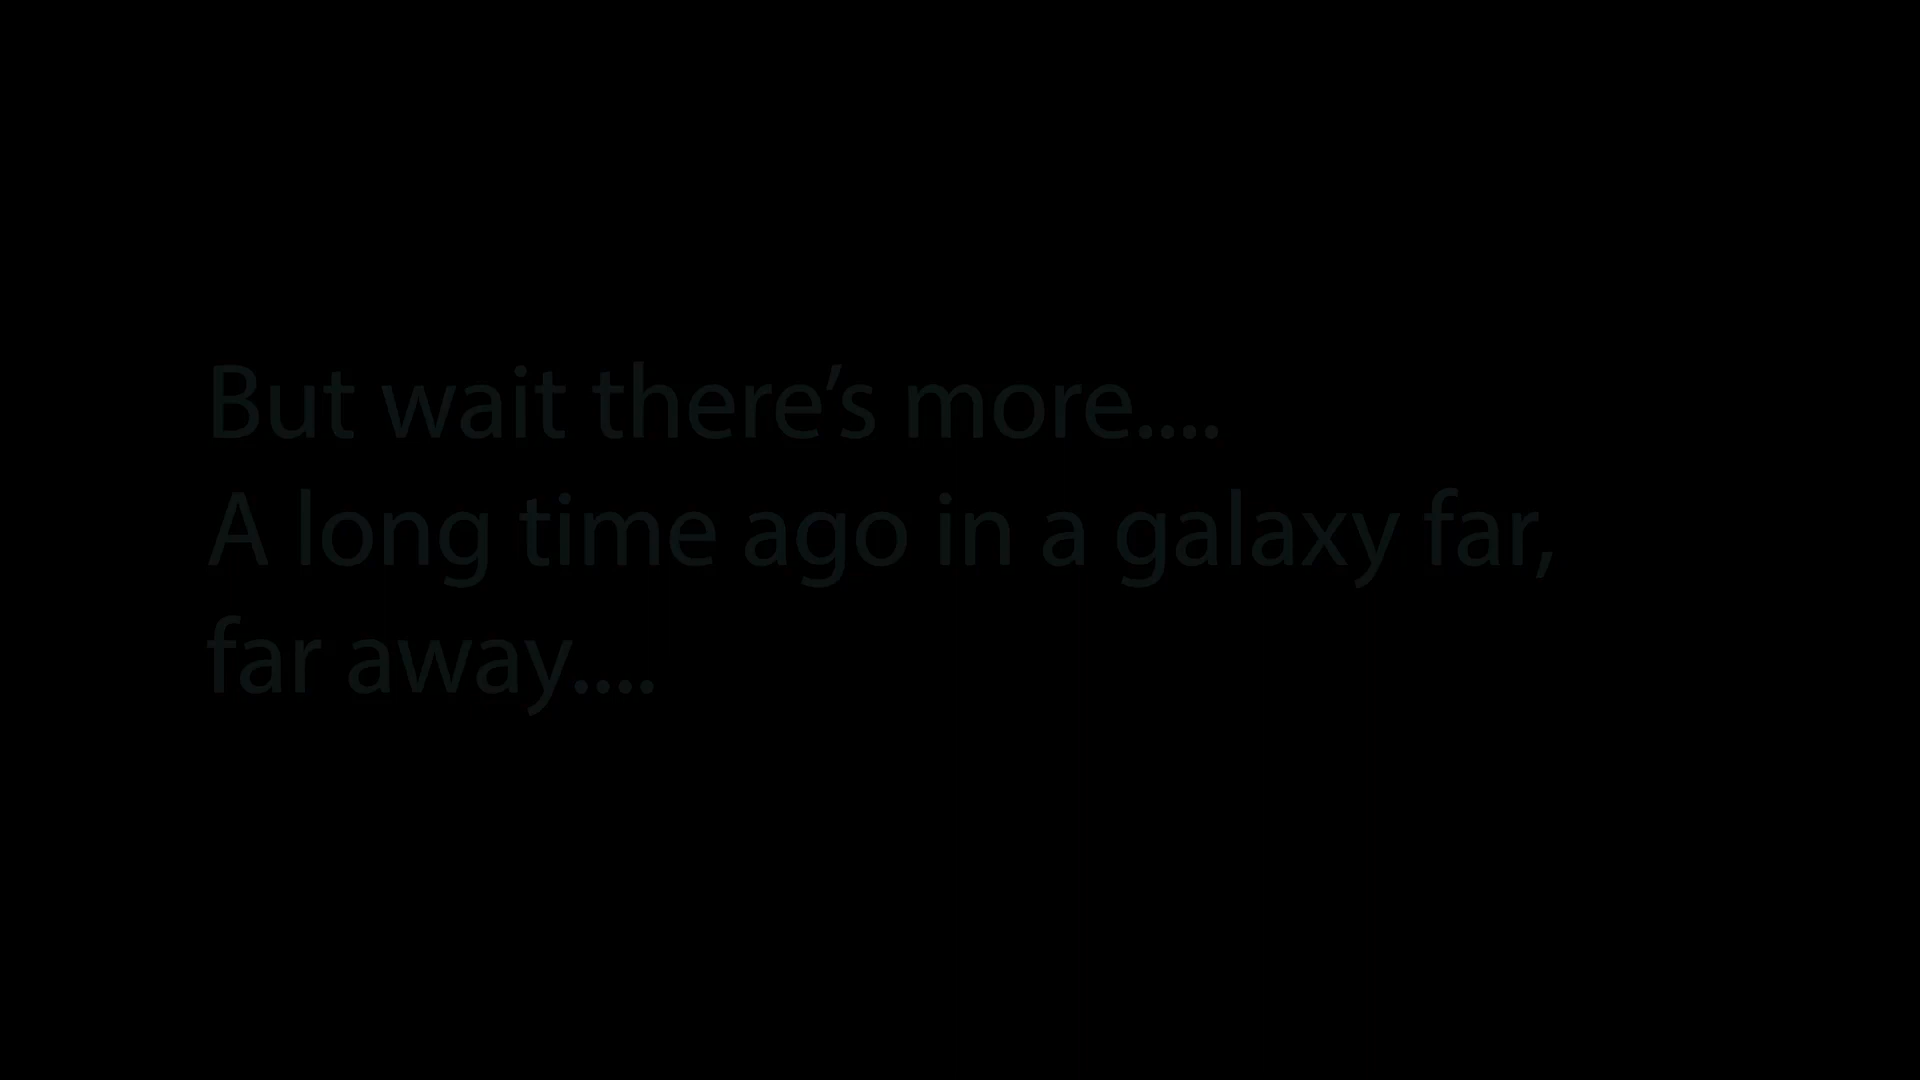 But wait there’s more....
A long time ago in a galaxy far,
far away....